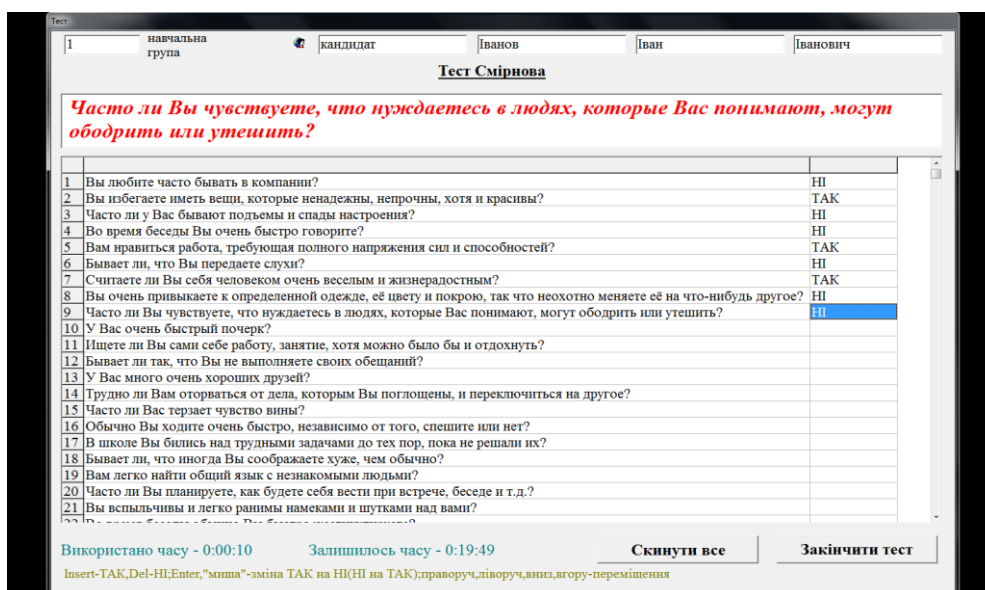 Тест
1 навчальна група кандидат Іванов Іван Іванович
Тест Смірнова
Часто ли Вы чувствуете, что нуждаетесь в людях, которые Вас понимают, могут
ободрить или утешить?
1 Вы любите часто бывать в компании? НІ
2 Вы избегаете иметь вещи, которые ненадежны, непрочны, хотя и красивы? ТАК
3 Часто ли у Вас бывают подъемы и спады настроения? НІ
4 Во время беседы Вы очень быстро говорите? НІ
5 Вам нравиться работа, требующая полного напряжения сил и способностей? ТАК
6 Бывает ли, что Вы передаете слухи? НІ
7 Считаете ли Вы себя человеком очень веселым и жизнерадостным? ТАК
8 Вы очень привыкаете к определенной одежде, её цвету и покрою, так что неохотно меняете её на что-нибудь другое? НІ
9 Часто ли Вы чувствуете, что нуждаетесь в людях, которые Вас понимают, могут ободрить или утешить? НІ
10 У Вас очень быстрый почерк?
11 Ищете ли Вы сами себе работу, занятие, хотя можно было бы и отдохнуть?
12 Бывает ли так, что Вы не выполняете своих обещаний?
13 У Вас много очень хороших друзей?
14 Трудно ли Вам оторваться от дела, которым Вы поглощены, и переключиться на другое?
15 Часто ли Вас терзает чувство вины?
16 Обычно Вы ходите очень быстро, независимо от того, спешите или нет?
17 В школе Вы бились над трудными задачами до тех пор, пока не решали их?
18 Бывает ли, что иногда Вы соображаете хуже, чем обычно?
19 Вам легко найти общий язык с незнакомыми людьми?
20 Часто ли Вы планируете, как будете себя вести при встрече, беседе и т.д.?
21 Вы вспыльчивы и легко ранимы намеками и шутками над вами?
Використано часу - 0:00:10 Залишилось часу - 0:19:49 Скинути все Закінчити тест
Insert-ТАК,Del-НІ;Enter,"миша"-зміна ТАК на НІ(НІ на ТАК);праворуч,ліворуч,вниз,вгору-переміщення